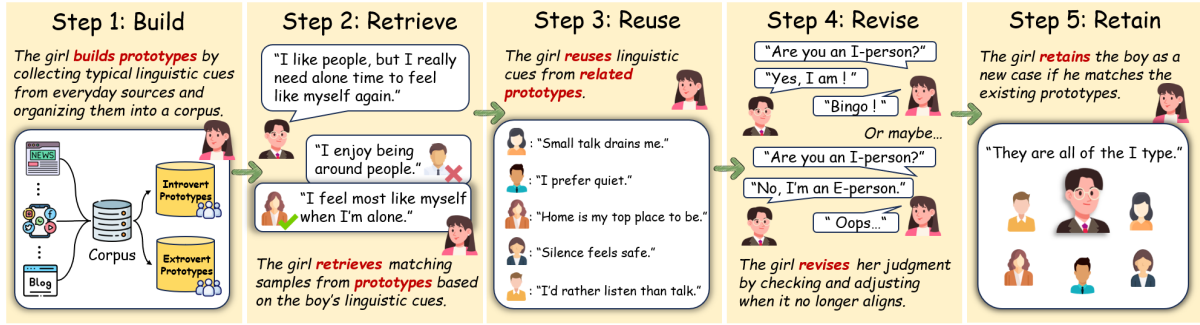 Step 1: Build
The girl builds prototypes by
collecting typical linguistic cues
from everyday sources and
organizing them into a corpus.
NEWS
Blog
Corpus
Introvert
Prototypes
Extrovert
Prototypes
Step 2: Retrieve
“I like people, but I really
need alone time to feel
like myself again.”
“I enjoy being
around people.”
“I feel most like myself
when I’m alone.”
The girl retrieves matching
samples from prototypes based
on the boy’s linguistic cues.
Step 3: Reuse
The girl reuses linguistic
cues from related
prototypes.
: “Small talk drains me.”
: “I prefer quiet.”
: “Home is my top place to be.”
: “Silence feels safe.”
: “I’d rather listen than talk.”
Step 4: Revise
“Are you an I-person?”
“Yes, I am ! ”
“Bingo ! “
Or maybe…
“Are you an I-person?”
“No, I’m an E-person.”
“ Oops…“
The girl revises her judgment
by checking and adjusting
when it no longer aligns.
Step 5: Retain
The girl retains the boy as a
new case if he matches the
existing prototypes.
“They are all of the I type.”